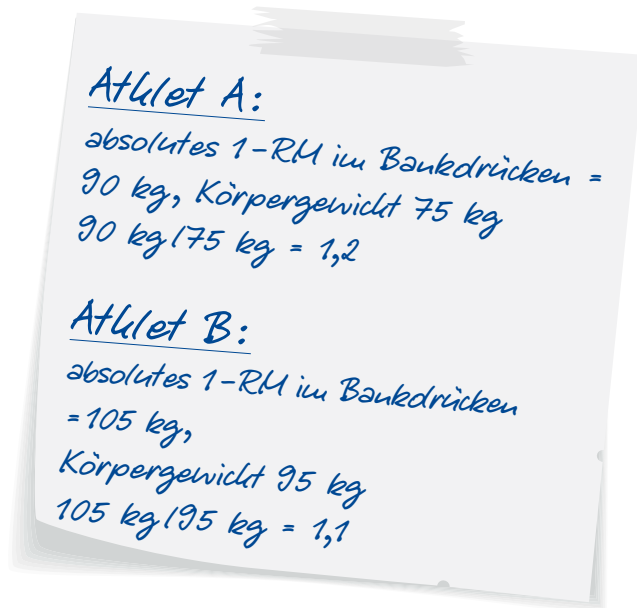 Athlet A:
absolutes 1-RM im Bankdrücken =
90 kg, Körpergewicht 75 kg
90 kg/75 kg = 1,2
Athlet B:
absolutes 1-RM im Bankdrücken
=105 kg,
Körpergewicht 95 kg
105 kg/95 kg = 1,1